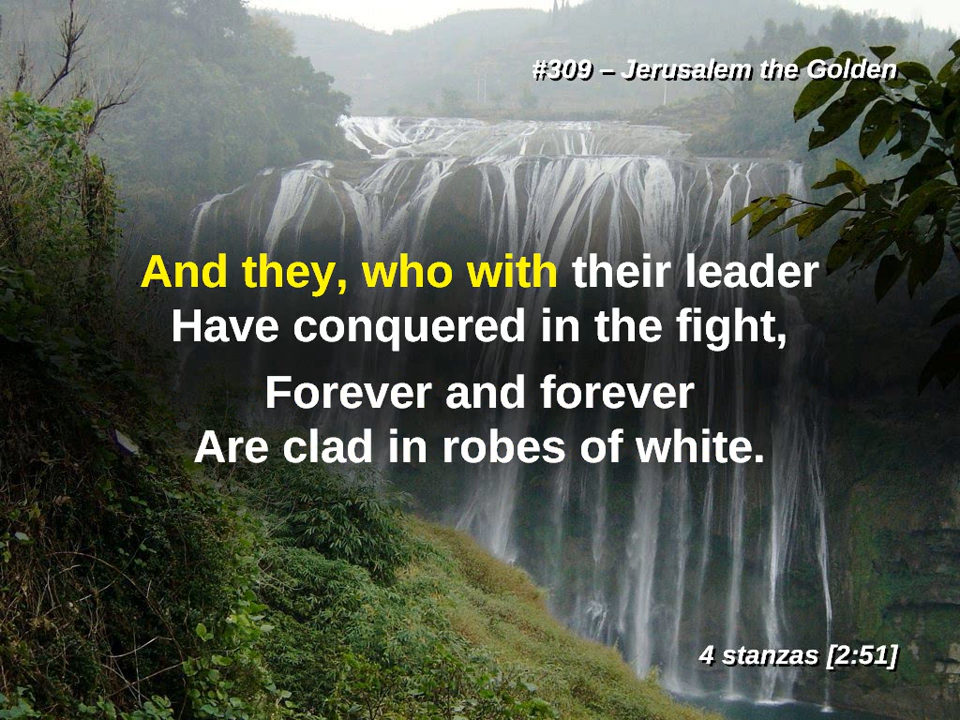 #309 – Jerusalem the Golden
And they, who with their leader
Have conquered in the fight,
Forever and forever
Are clad in robes of white.
4 stanzas [2:51]